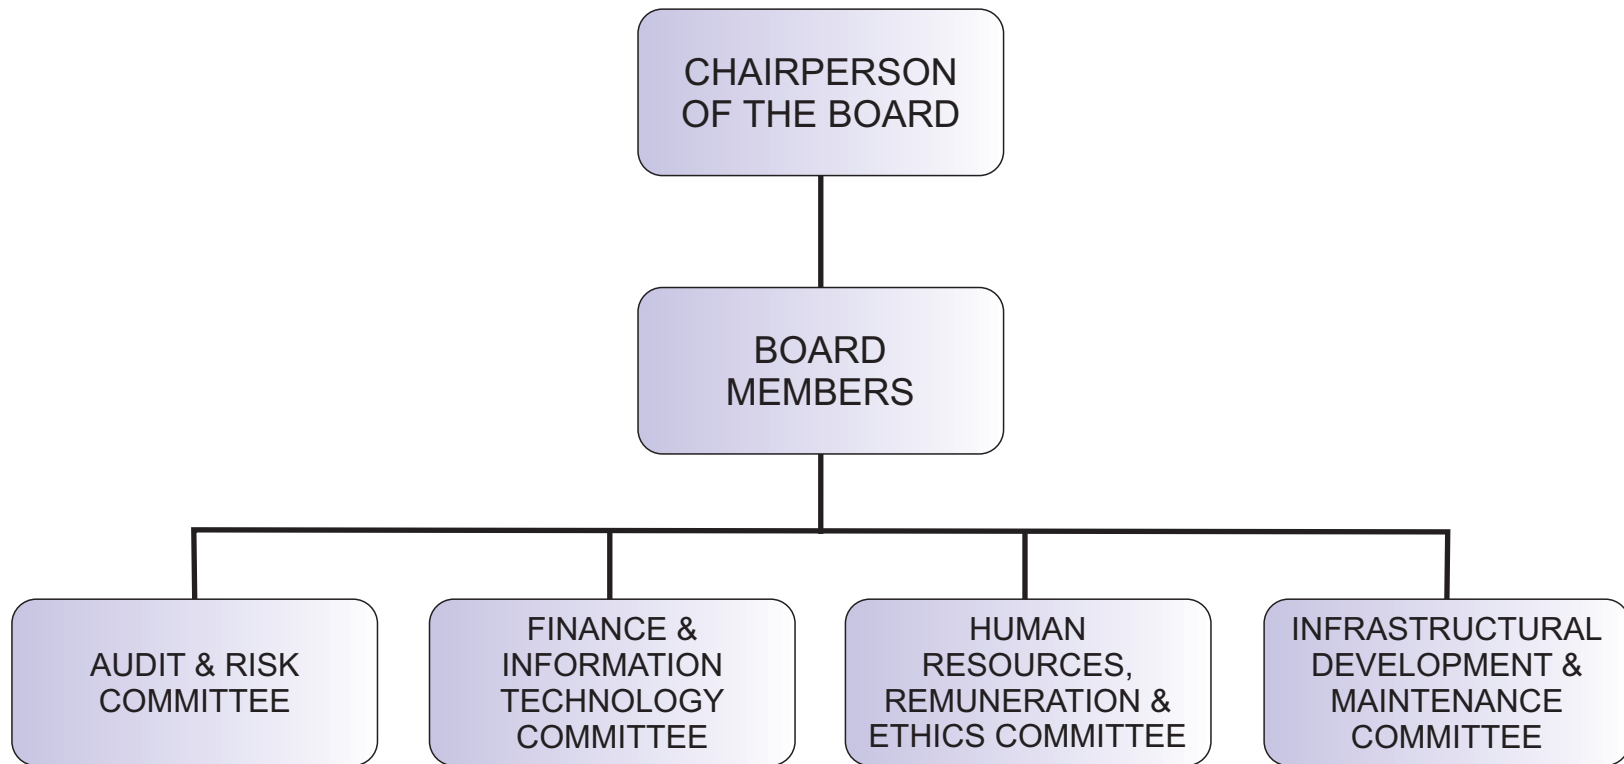 CHAIRPERSON
OF THE BOARD
BOARD
MEMBERS
AUDIT & RISK
COMMITTEE
FINANCE &
INFORMATION
TECHNOLOGY
COMMITTEE
HUMAN
RESOURCES,
REMUNERATION &
ETHICS COMMITTEE
INFRASTRUCTURAL
DEVELOPMENT &
MAINTENANCE
COMMITTEE